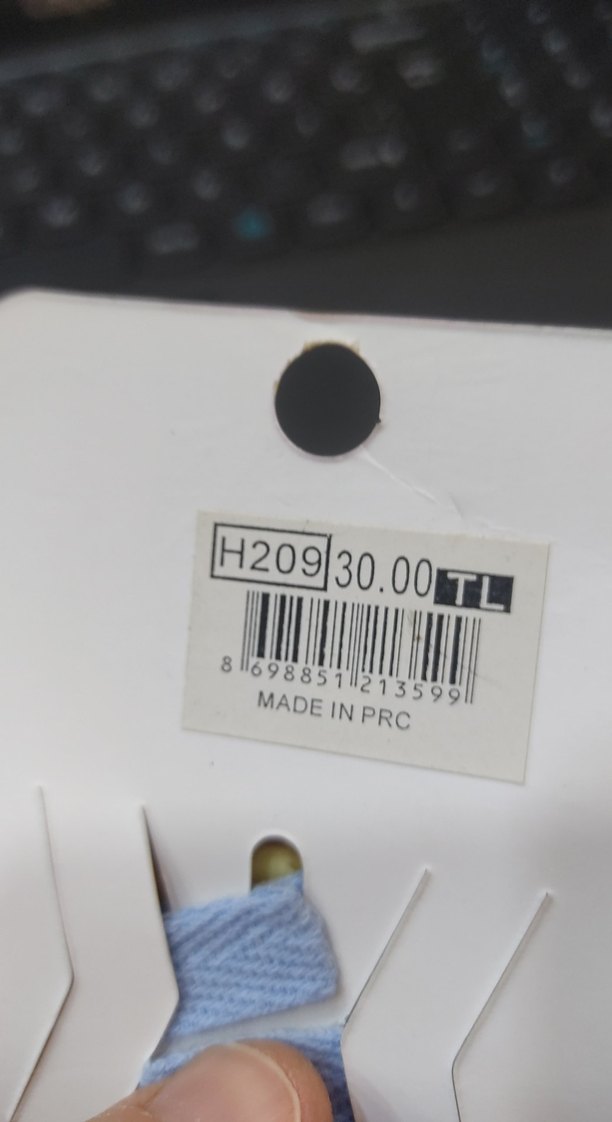 H209 30.00 TL
8 698851 213599
MADE IN PRC